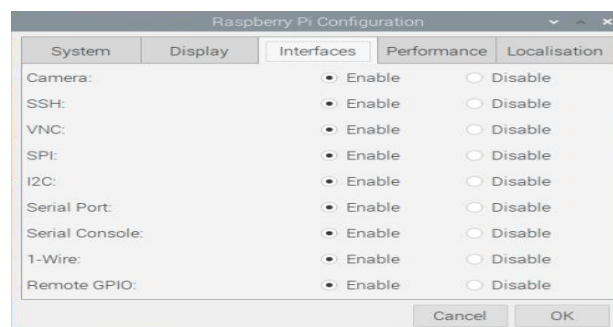 Raspberry Pi Configuration
System Display Interfaces Performance Localisation
Camera: Enable Disable
SSH: Enable Disable
VNC: Enable Disable
SPI: Enable Disable
I2C: Enable Disable
Serial Port: Enable Disable
Serial Console: Enable Disable
1-Wire: Enable Disable
Remote GPIO: Enable Disable
Cancel OK